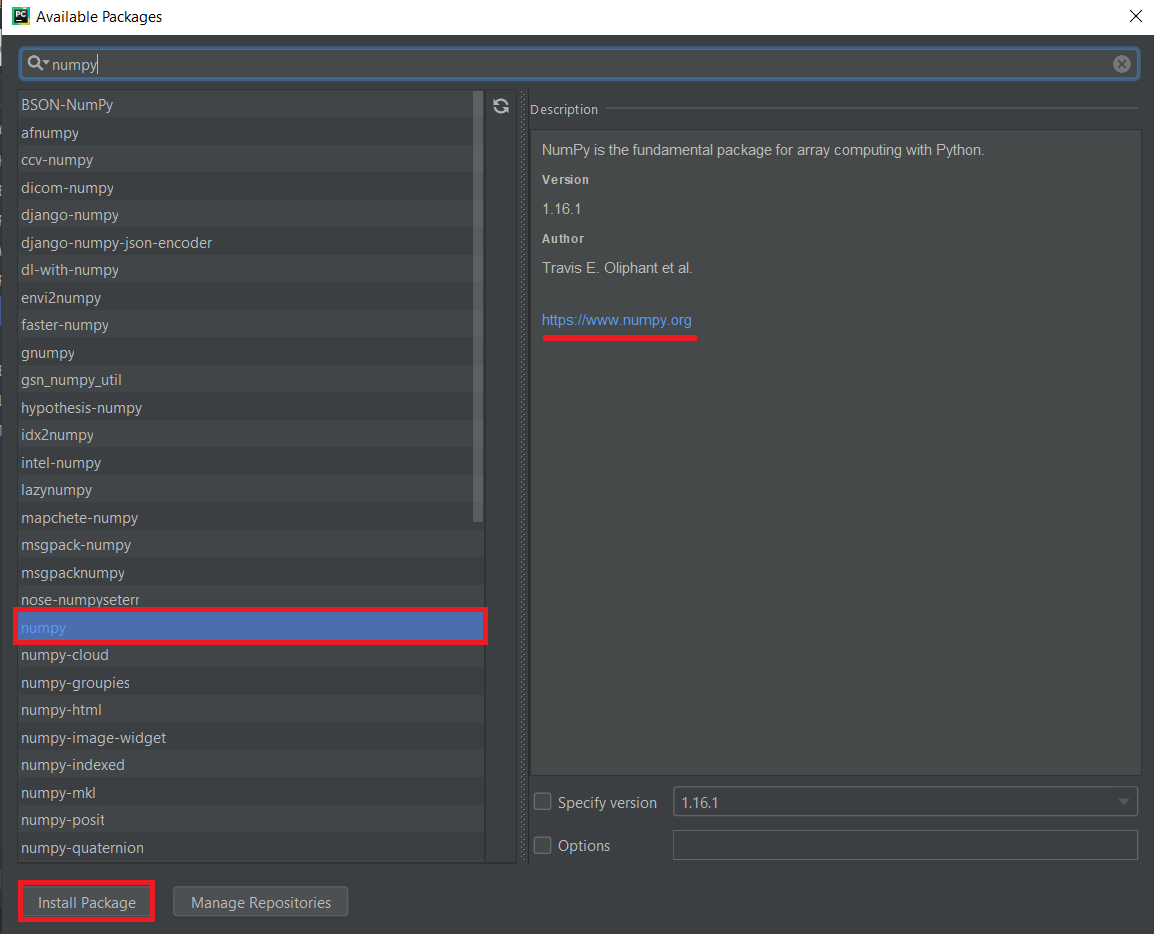 PC Available Packages
numpy
BSON-NumPy
afnumpy
ccv-numpy
dicom-numpy
django-numpy
django-numpy-json-encoder
dl-with-numpy
envi2numpy
faster-numpy
gnumpy
gsn_numpy_util
hypothesis-numpy
idx2numpy
intel-numpy
lazynumpy
mapchete-numpy
msgpack-numpy
msgpacknumpy
nose-numpyseterr
numpy
numpy-cloud
numpy-groupies
numpy-html
numpy-image-widget
numpy-indexed
numpy-mkl
numpy-posit
numpy-quaternion
Description
NumPy is the fundamental package for array computing with Python.
Version
1.16.1
Author
Travis E. Oliphant et al.
https://www.numpy.org
Specify version 1.16.1
Options
Install Package Manage Repositories